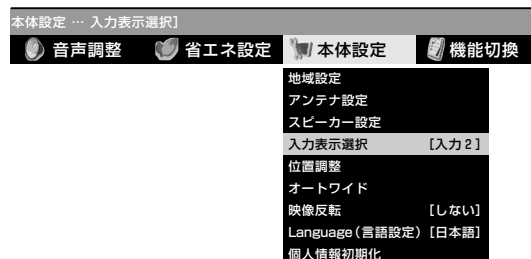 本体設定 … 入力表示選択]
音声調整 省エネ設定 本体設定 機能切換
地域設定
アンテナ設定
スピーカー設定
入力表示選択 [入力2]
位置調整
オートワイド
映像反転 [しない]
Language(言語設定) [日本語]
個人情報初期化